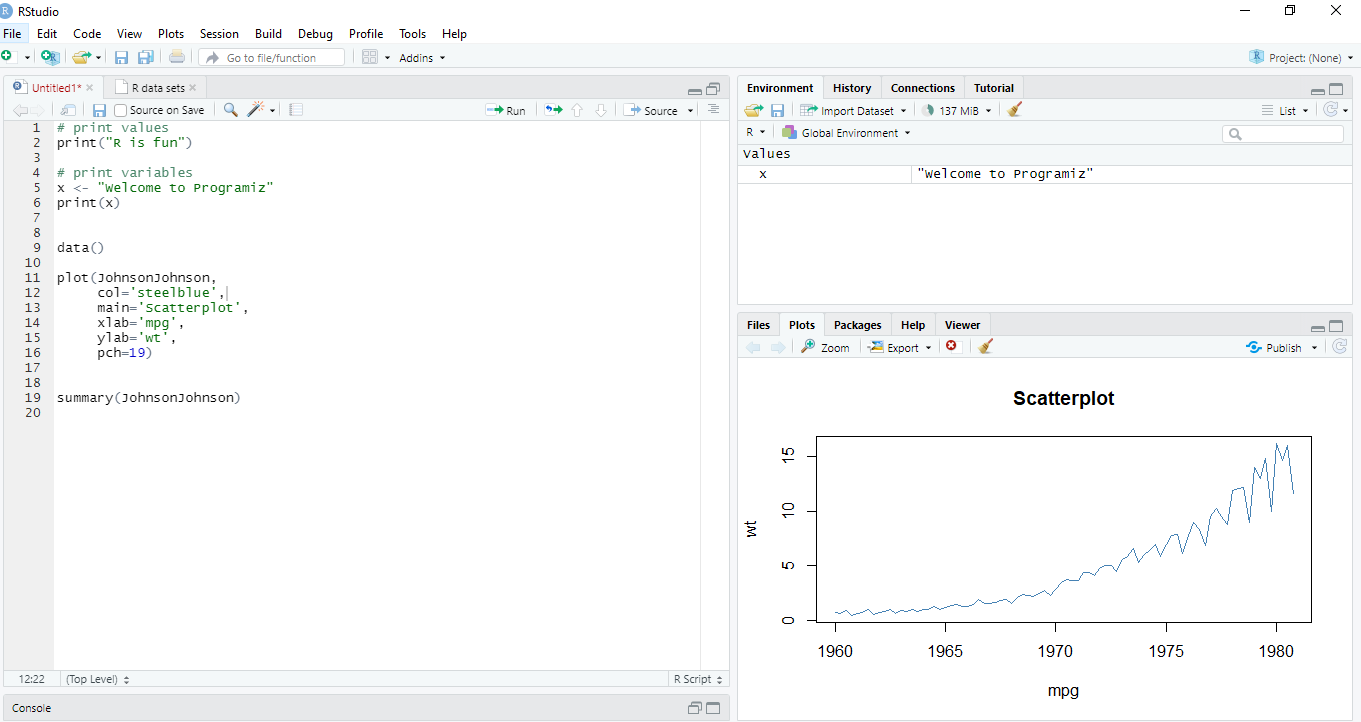 RStudio
File Edit Code View Plots Session Build Debug Profile Tools Help
Go to file/function Addins Project: (None)
Untitled1* R data sets
Source on Save Run Source
1 # print values
2 print("R is fun")
3
4 # print variables
5 x <- "Welcome to Programiz"
6 print(x)
7
8
9 data()
10
11 plot(JohnsonJohnson,
12 col='steelblue',
13 main='Scatterplot',
14 xlab='mpg',
15 ylab='wt',
16 pch=19)
17
18
19 summary(JohnsonJohnson)
20
12:22 (Top Level) R Script
Console
Environment History Connections Tutorial
Import Dataset 137 MiB List
R Global Environment
Values
x "Welcome to Programiz"
Files Plots Packages Help Viewer
Zoom Export Publish
Scatterplot
wt
15
10
5
0
1960 1965 1970 1975 1980
mpg